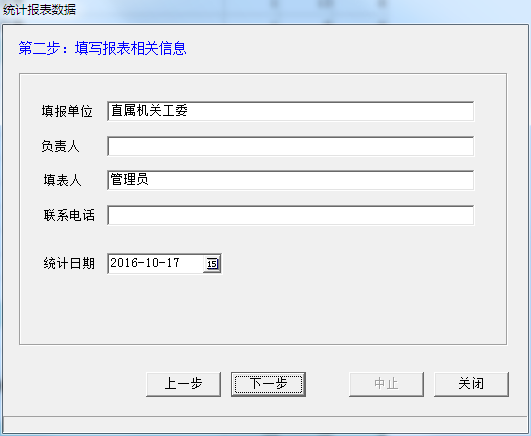 统计报表数据
第二步：填写报表相关信息
填报单位 直属机关工委
负责人
填表人 管理员
联系电话
统计日期 2016-10-17 15
上一步 下一步 中止 关闭